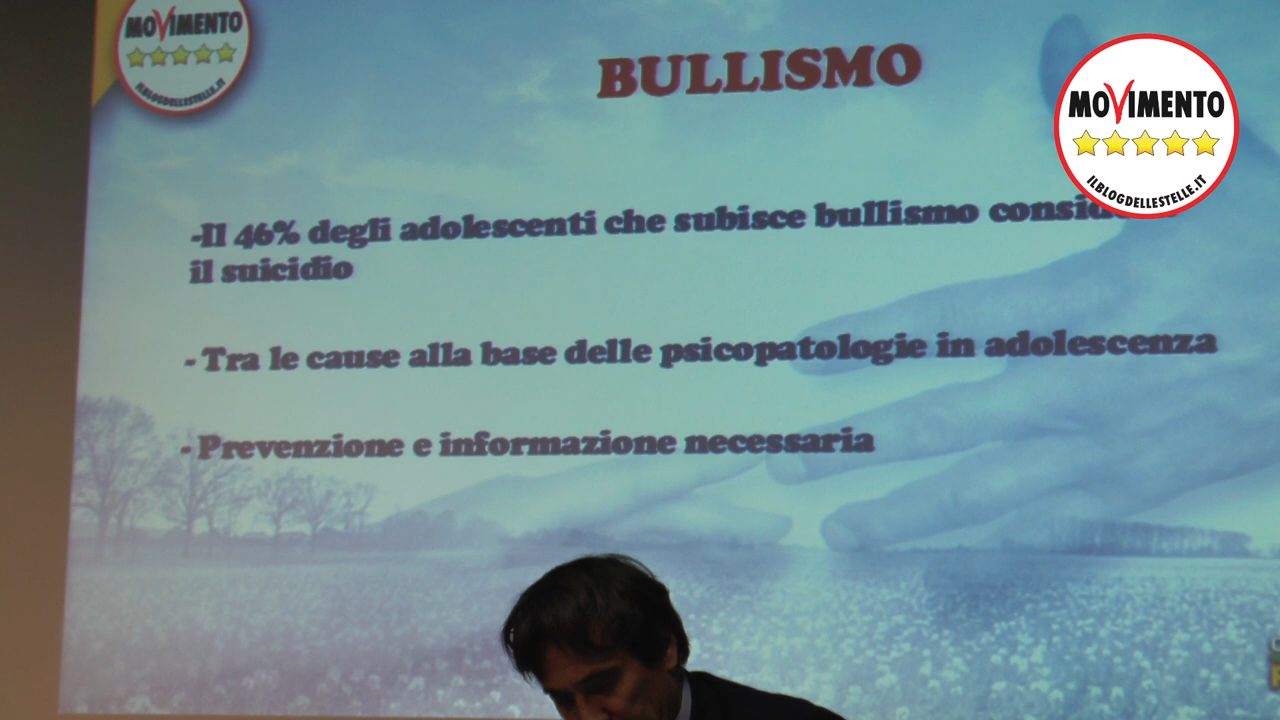 MOVIMENTO
ILBLOGDELLESTELLE.IT
BULLISMO
MOVIMENTO
ILBLOGDELLESTELLE.IT
-Il 46% degli adolescenti che subisce bullismo
il suicidio
- Tra le cause alla base delle psicopatologie in adolescenza
- Prevenzione e informazione necessaria